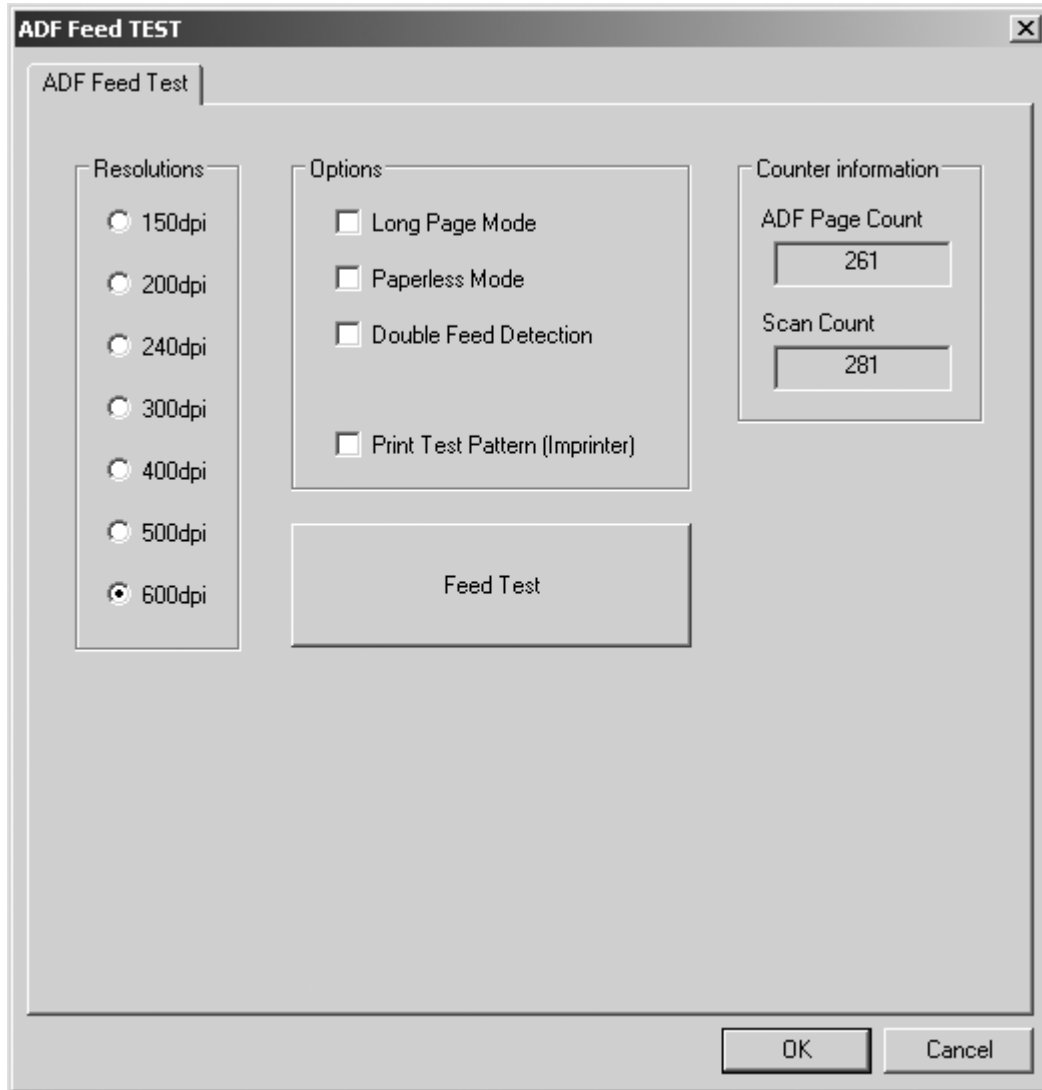 ADF Feed TEST
ADF Feed Test
Resolutions
150dpi
200dpi
240dpi
300dpi
400dpi
500dpi
600dpi
Options
Long Page Mode
Paperless Mode
Double Feed Detection
Print Test Pattern (Imprinter)
Feed Test
Counter information
ADF Page Count
261
Scan Count
281
OK
Cancel